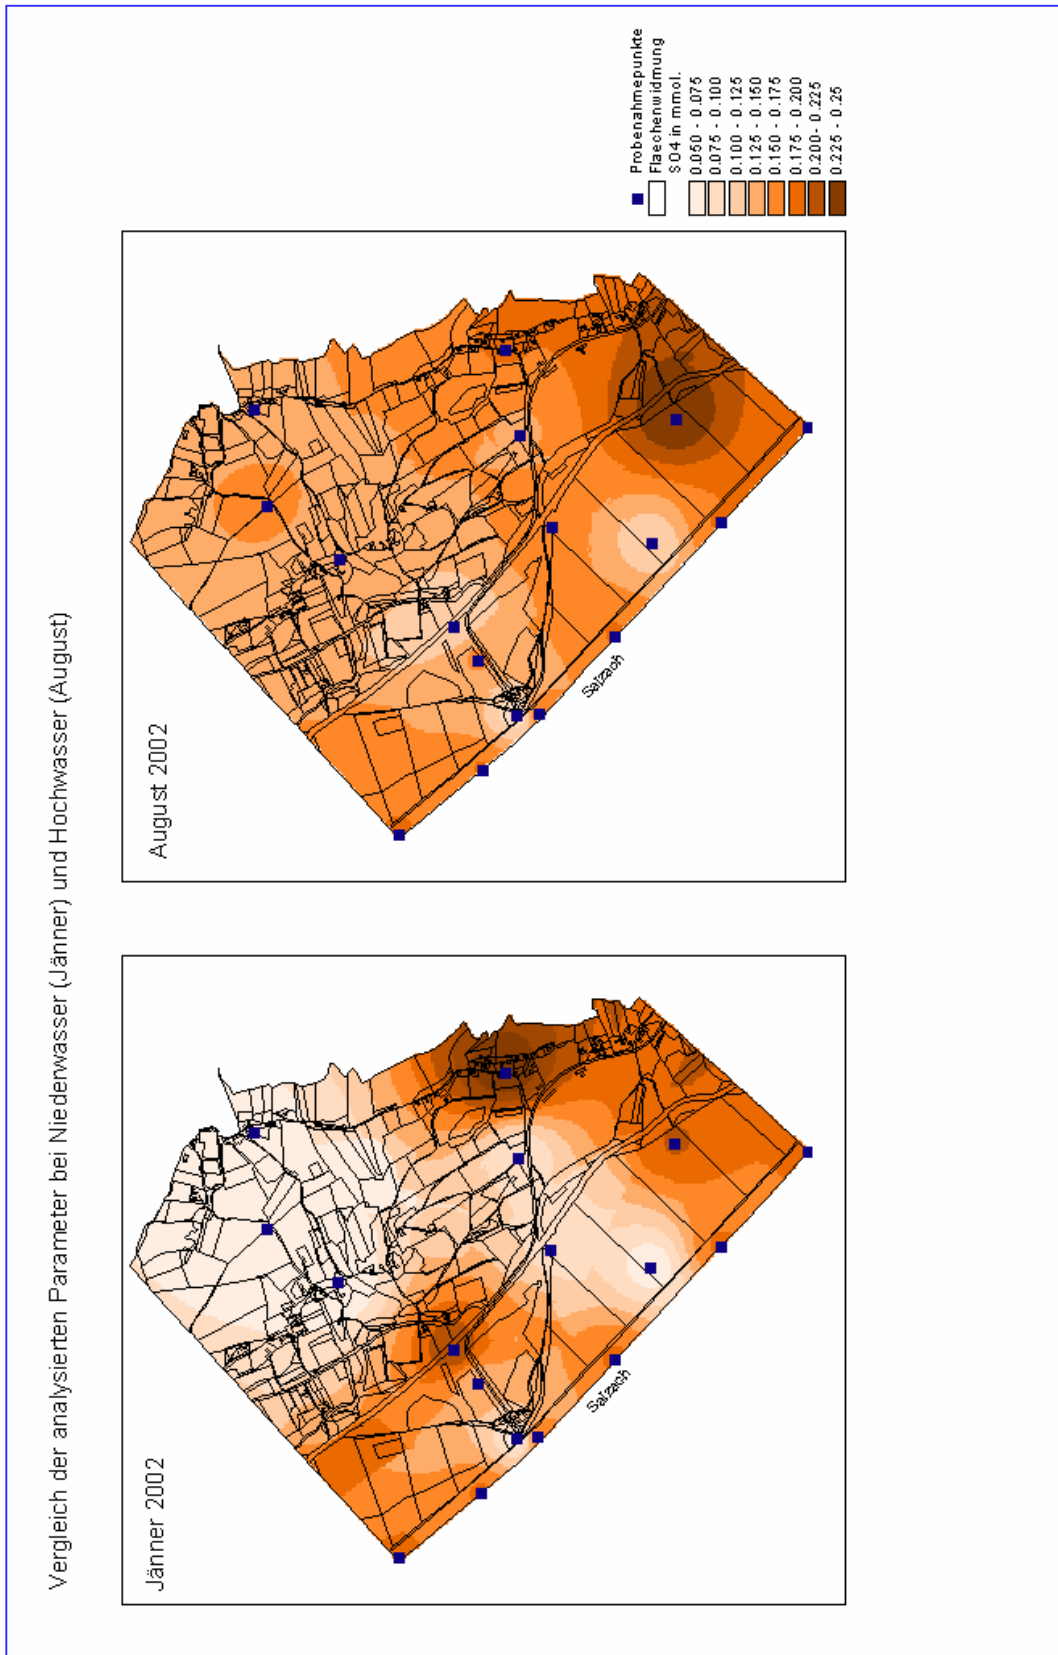 Vergleich der analysierten Parameter bei Niederwasser (Jänner) und Hochwasser (August)
Jänner 2002
Salzach
August 2002
Salzach
Probenahmepunkte
Flaechenwidmung
SO4 in mmol.
0.050 - 0.075
0.075 - 0.100
0.100 - 0.125
0.125 - 0.150
0.150 - 0.175
0.175 - 0.200
0.200- 0.225
0.225 - 0.25